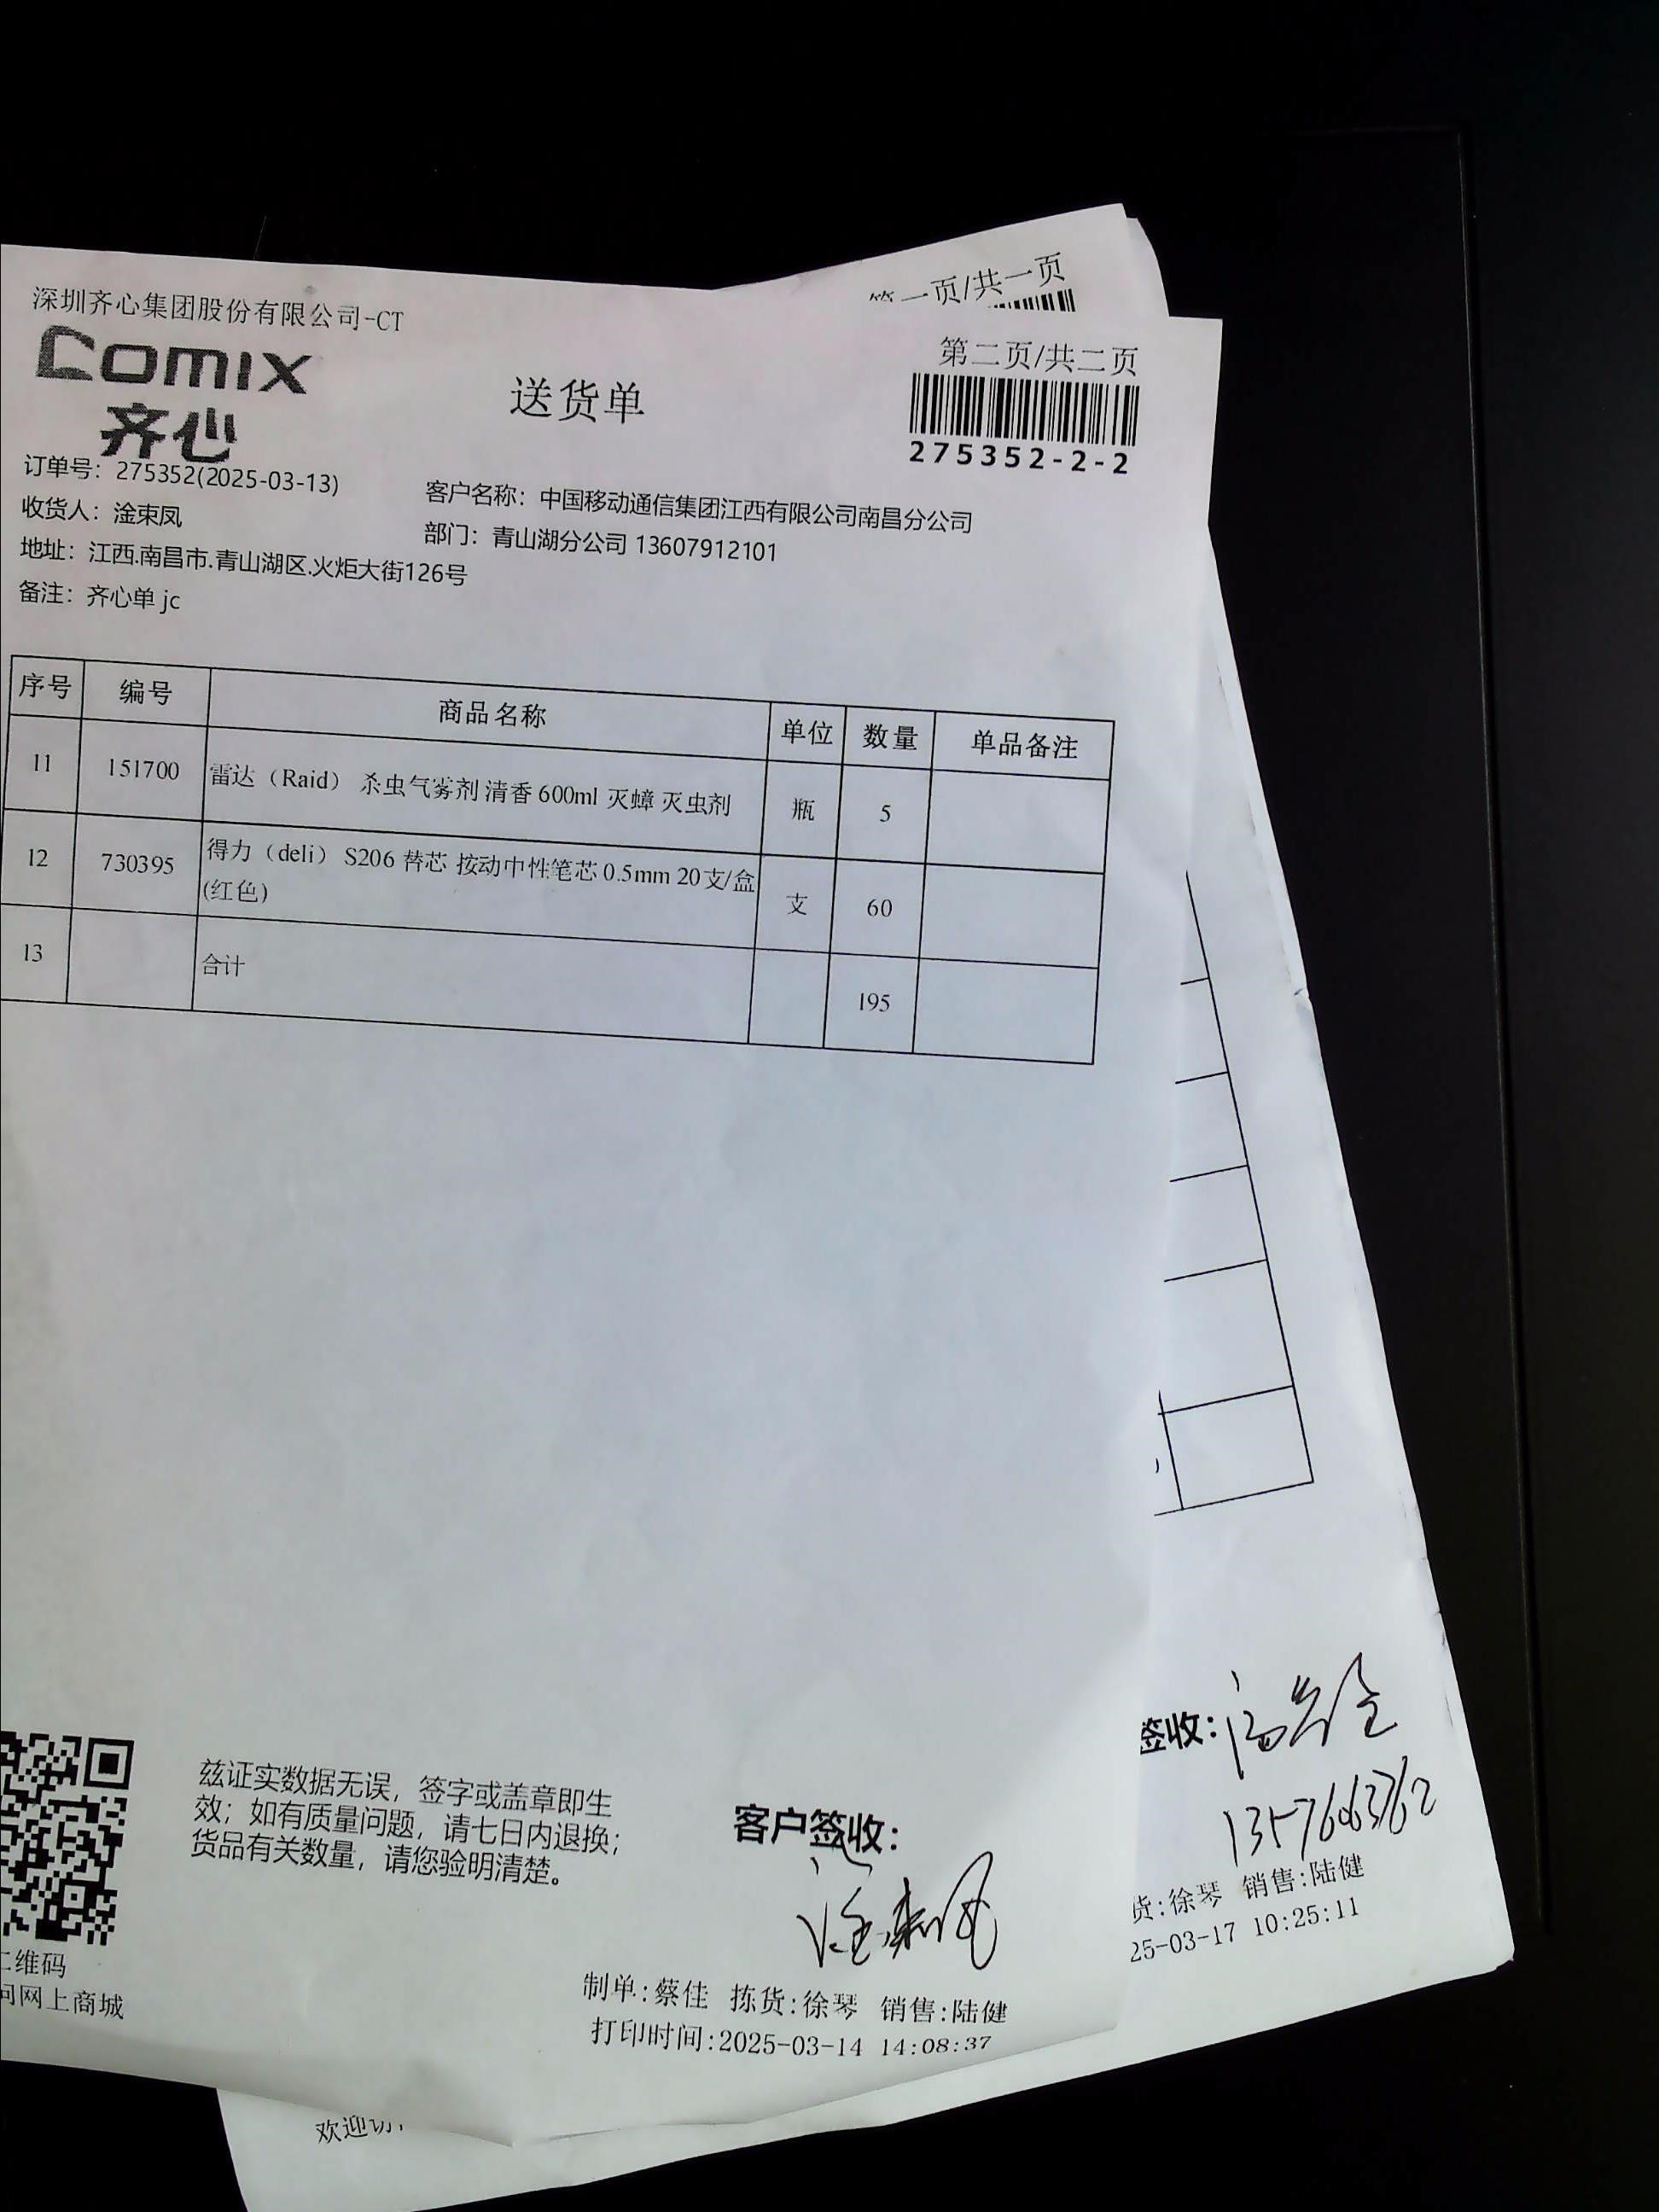 第一页/共一页
深圳齐心集团股份有限公司-CT
comix
齐心
送货单
第二页/共二页
275352-2-2
订单号：275352(2025-03-13)
客户名称：中国移动通信集团江西有限公司南昌分公司
收货人：淦束凤
部门：青山湖分公司 13607912101
地址：江西.南昌市.青山湖区.火炬大街126号
备注：齐心单 jc
序号 编号 商品名称 单位 数量 单品备注
11 151700 雷达（Raid） 杀虫气雾剂 清香 600ml 灭蟑 灭虫剂 瓶 5
12 730395 得力（deli） S206 替芯 按动中性笔芯 0.5mm 20支/盒
(红色) 支 60
13 合计 195
兹证实数据无误，签字或盖章即生
效；如有质量问题，请七日内退换；
货品有关数量，请您验明清楚。
客户签收：
淦束凤
二维码
问网上商城
制单:蔡佳 拣货:徐琴 销售:陆健
打印时间:2025-03-14 14:08:37
签收：
货:徐琴 销售:陆健
25-03-17 10:25:11
欢迎访